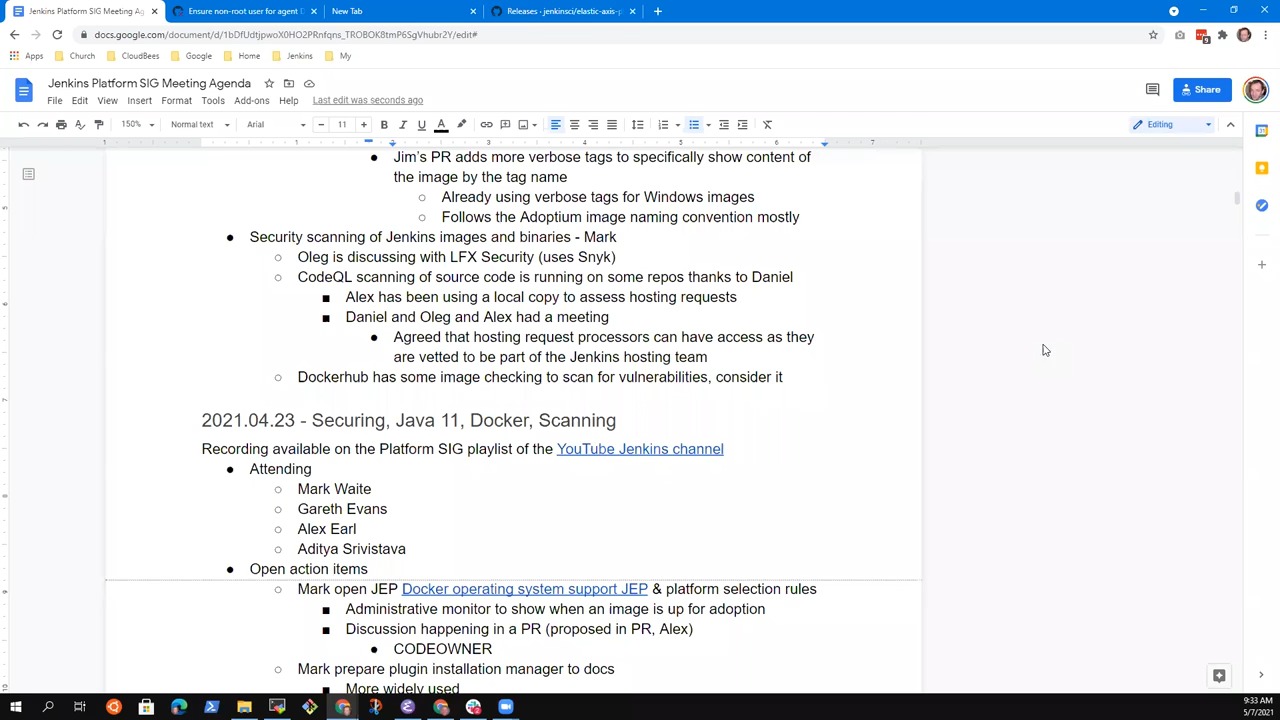 Jenkins Platform SIG Meeting Ag
Ensure non-root user for agent D
New Tab
Releases · jenkinsci/elastic-axis-p
docs.google.com/document/d/1bDfUdtjpwoX0HO2PRnfqns_TROBOK8tmP6SgVhubr2Y/edit#
9
Apps
Church
CloudBees
Google
Home
Jenkins
My
Jenkins Platform SIG Meeting Agenda
File Edit View Insert Format Tools Add-ons Help Last edit was seconds ago
Share
150%
Normal text
Arial
11
Editing
1 1 2 3 4 5 6 7
• Jim's PR adds more verbose tags to specifically show content of
the image by the tag name
○ Already using verbose tags for Windows images
○ Follows the Adoptium image naming convention mostly
● Security scanning of Jenkins images and binaries - Mark
○ Oleg is discussing with LFX Security (uses Snyk)
○ CodeQL scanning of source code is running on some repos thanks to Daniel
■ Alex has been using a local copy to assess hosting requests
■ Daniel and Oleg and Alex had a meeting
• Agreed that hosting request processors can have access as they
are vetted to be part of the Jenkins hosting team
○ Dockerhub has some image checking to scan for vulnerabilities, consider it
2021.04.23 - Securing, Java 11, Docker, Scanning
Recording available on the Platform SIG playlist of the YouTube Jenkins channel
● Attending
○ Mark Waite
○ Gareth Evans
○ Alex Earl
○ Aditya Srivistava
● Open action items
○ Mark open JEP Docker operating system support JEP & platform selection rules
■ Administrative monitor to show when an image is up for adoption
■ Discussion happening in a PR (proposed in PR, Alex)
• CODEOWNER
○ Mark prepare plugin installation manager to docs
■ More widely used
9:33 AM
5/7/2021